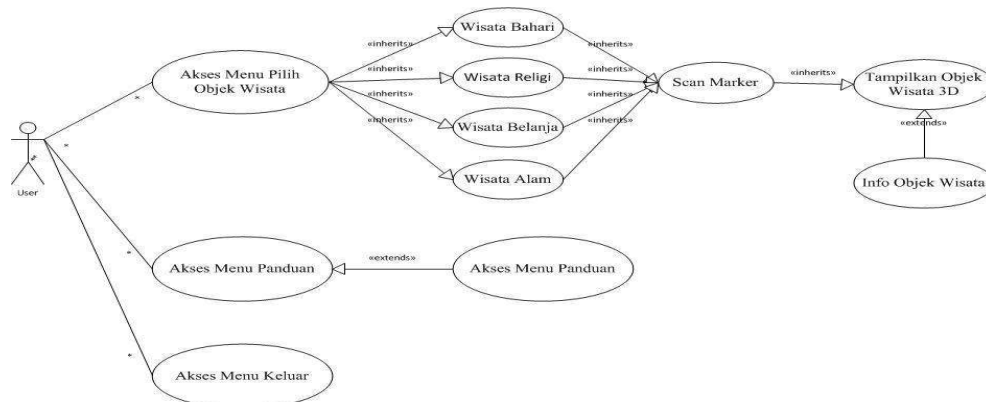 Wisata Bahari
«inherits»
«inherits»
Akses Menu Pilih
Objek Wisata
«inherits»
Wisata Religi
«inherits»
Scan Marker
«inherits»
Tampilkan Objek
Wisata 3D
«inherits»
«inherits»
*
«inherits»
Wisata Belanja
«inherits»
«extends»
*
*
User
Wisata Alam
Info Objek Wisata
*
Akses Menu Panduan
«extends»
Akses Menu Panduan
*
Akses Menu Keluar